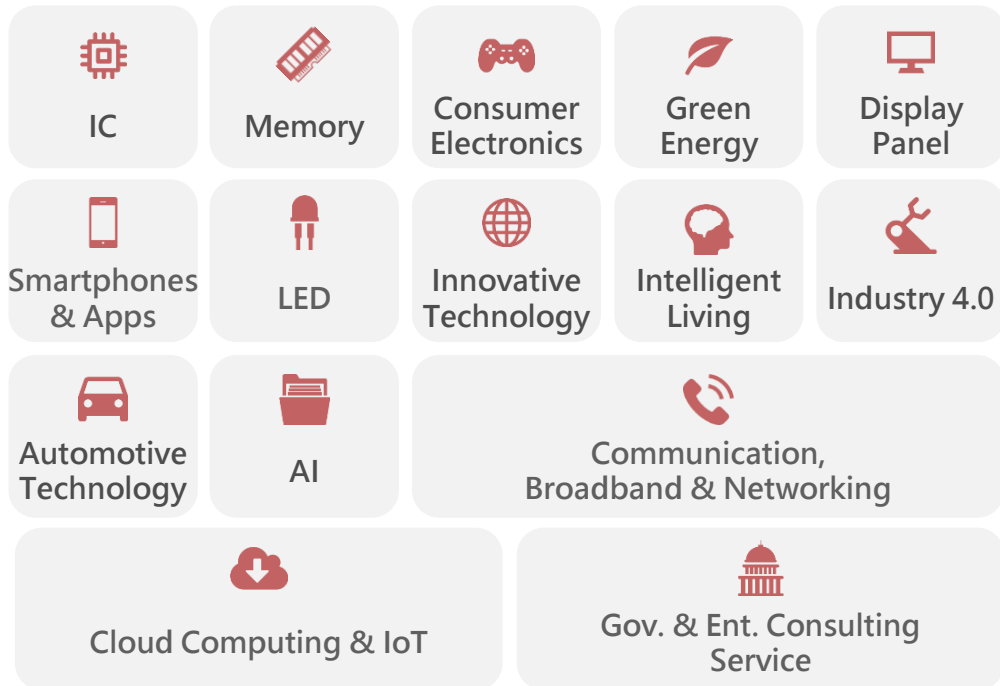 IC
Memory
Consumer
Electronics
Green
Energy
Display
Panel
Smartphones
& Apps
LED
Innovative
Technology
Intelligent
Living
Industry 4.0
Automotive
Technology
AI
Communication,
Broadband & Networking
Cloud Computing & IoT
Gov. & Ent. Consulting
Service